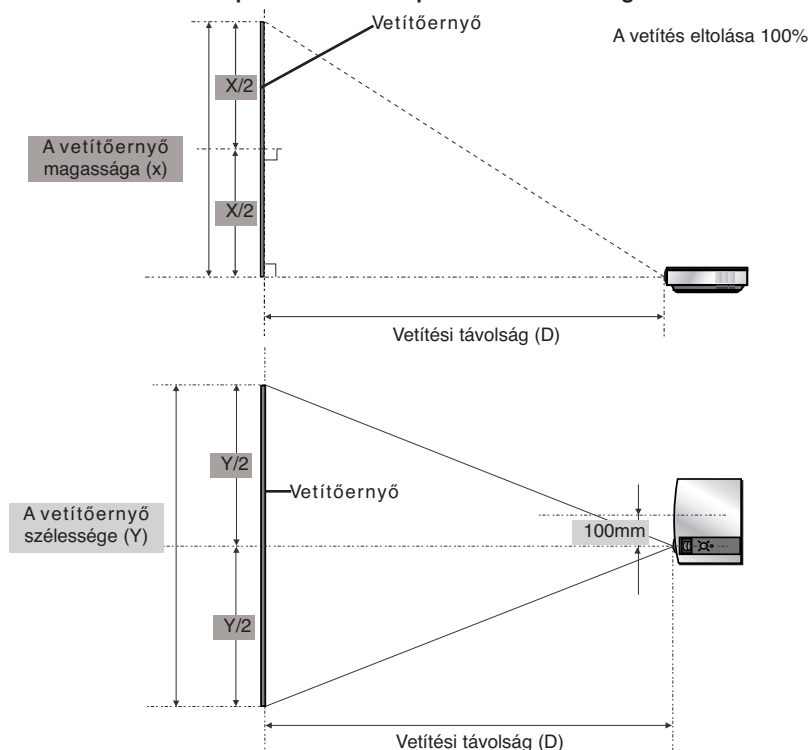 Vetítőernyő
A vetítés eltolása 100%
X/2
A vetítőernyő
magassága (x)
X/2
Vetítési távolság (D)
Y/2
Vetítőernyő
A vetítőernyő
szélessége (Y)
100mm
Y/2
Vetítési távolság (D)